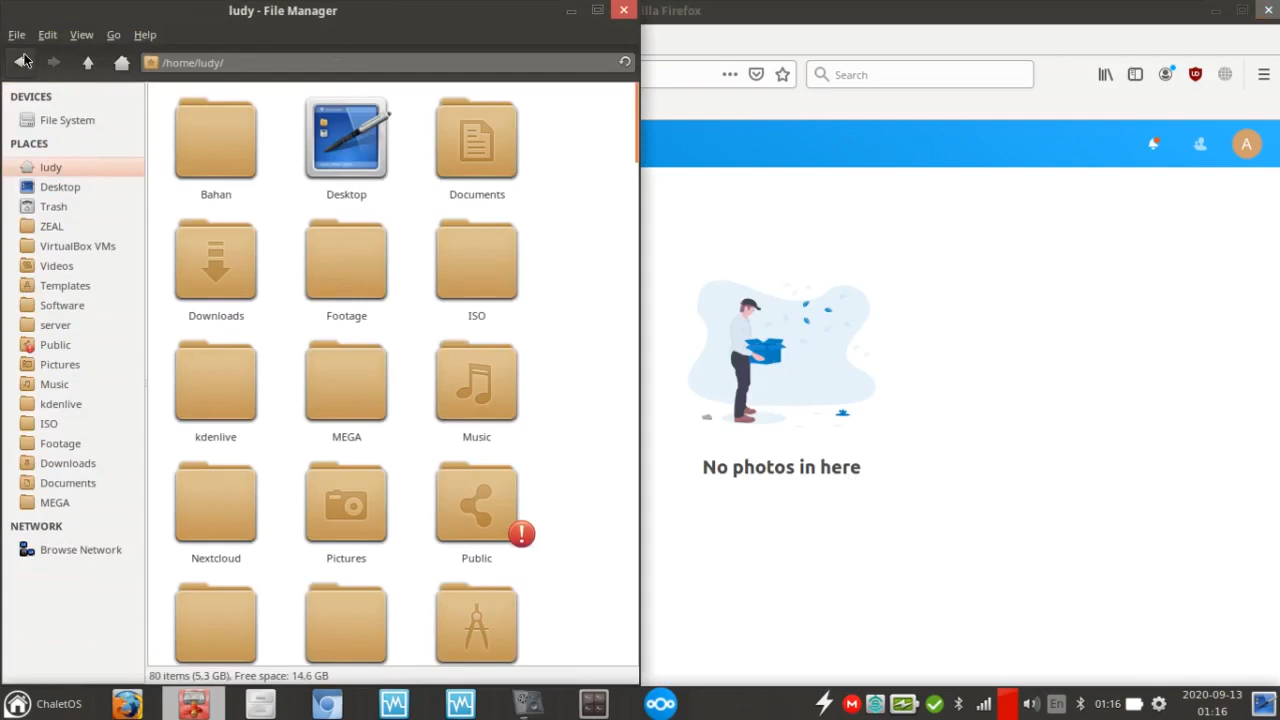 ludy - File Manager
File Edit View Go Help
/home/ludy/
DEVICES
File System
PLACES
ludy
Desktop
Trash
ZEAL
VirtualBox VMs
Videos
Templates
Software
server
Public
Pictures
Music
kdenlive
ISO
Footage
Downloads
Documents
MEGA
NETWORK
Browse Network
Bahan Desktop Documents
Downloads Footage ISO
kdenlive MEGA Music
Nextcloud Pictures Public
80 items (5.3 GB), Free space: 14.6 GB
lla Firefox
Search
A
No photos in here
ChaletOS
M
En
01:16
2020-09-13
01:16